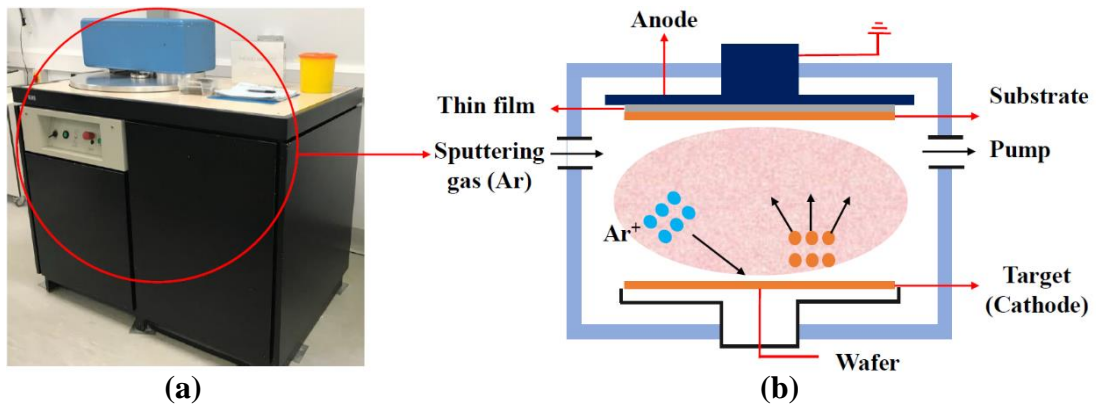 Anode
Thin film
Substrate
Sputtering
gas (Ar)
Pump
Ar+
Target
(Cathode)
Wafer
(a)
(b)